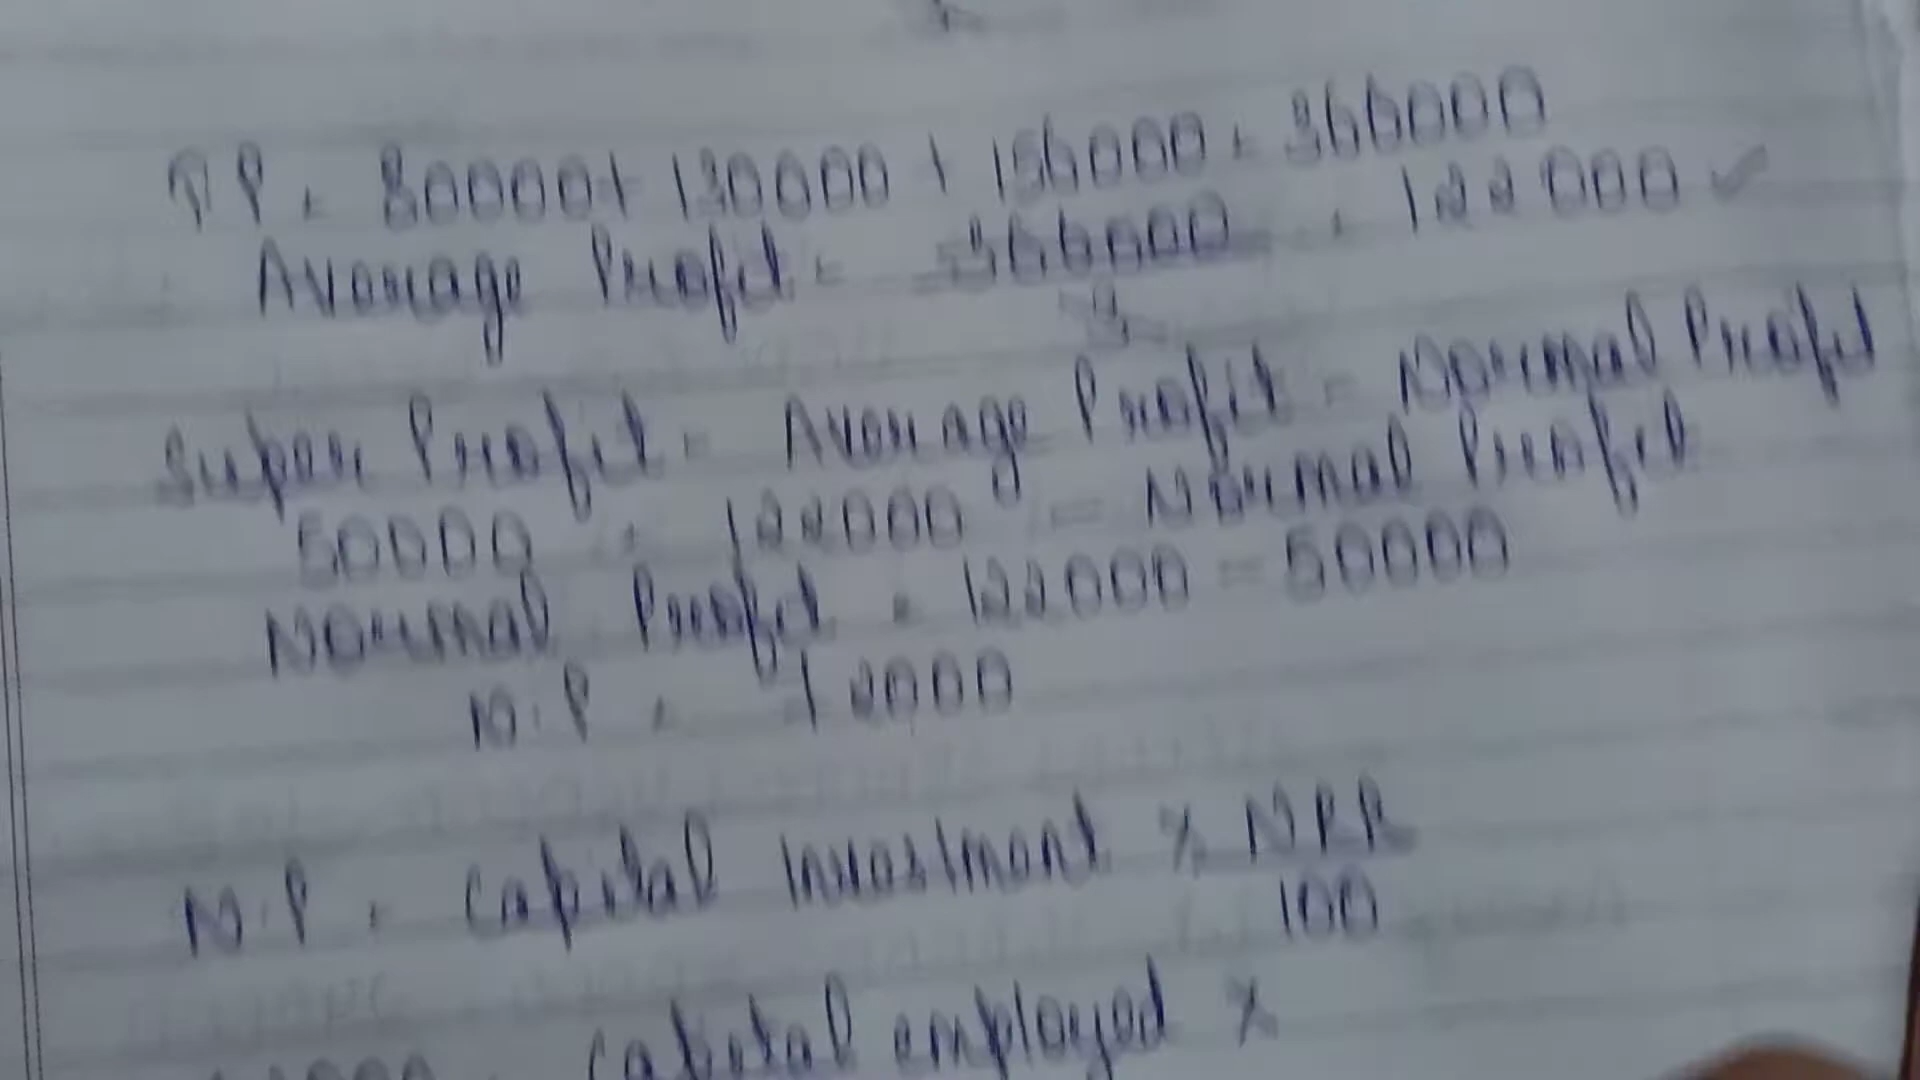 T P = 80000 + 130000 + 156000 = 366000
Average Profit = 366000 / 3 = 122000 ✓
Super Profit = Average Profit - Normal Profit
50000 = 122000 - Normal Profit
Normal Profit = 122000 - 50000
N.P = 72000
N.P = Capital Investment × NRR / 100
Capital employed ×